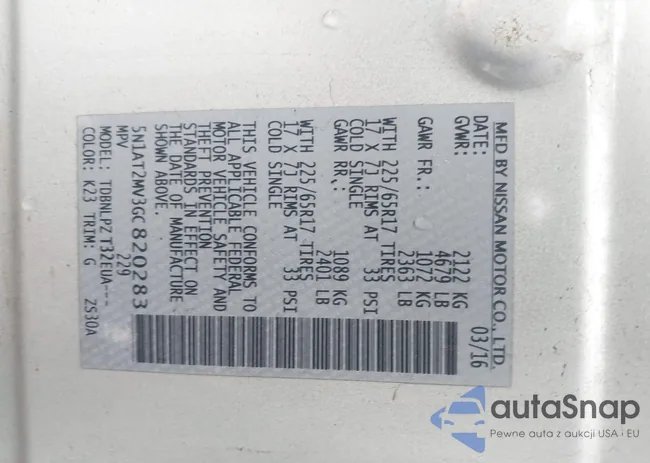 MFD BY NISSAN MOTOR CO., LTD.
DATE: 03/16
GVWR: 2122 KG
4679 LB
GAWR FR.: 1072 KG
2363 LB
WITH 225/65R17 TIRES
17 X 7J RIMS AT 33 PSI
COLD SINGLE
GAWR RR.: 1089 KG
2401 LB
WITH 225/65R17 TIRES
17 X 7J RIMS AT 33 PSI
COLD SINGLE
THIS VEHICLE CONFORMS TO
ALL APPLICABLE FEDERAL
MOTOR VEHICLE SAFETY AND
THEFT PREVENTION
STANDARDS IN EFFECT ON
THE DATE OF MANUFACTURE
SHOWN ABOVE.
5N1AT2MV3GC820283
MPV 229
MODEL: TDBNLPZT32EUA---
COLOR: K23 TRIM: G ZS30A
autaSnap
Pewne auta z aukcji USA i EU